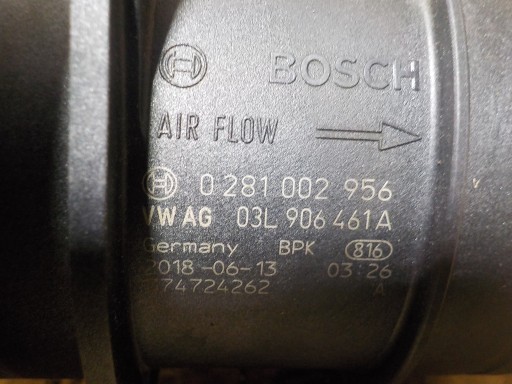 BOSCH
AIR FLOW
0 281 002 956
VW AG 03L 906 461 A
Germany BPK 816
2018-06-13 03:26
74724262 A